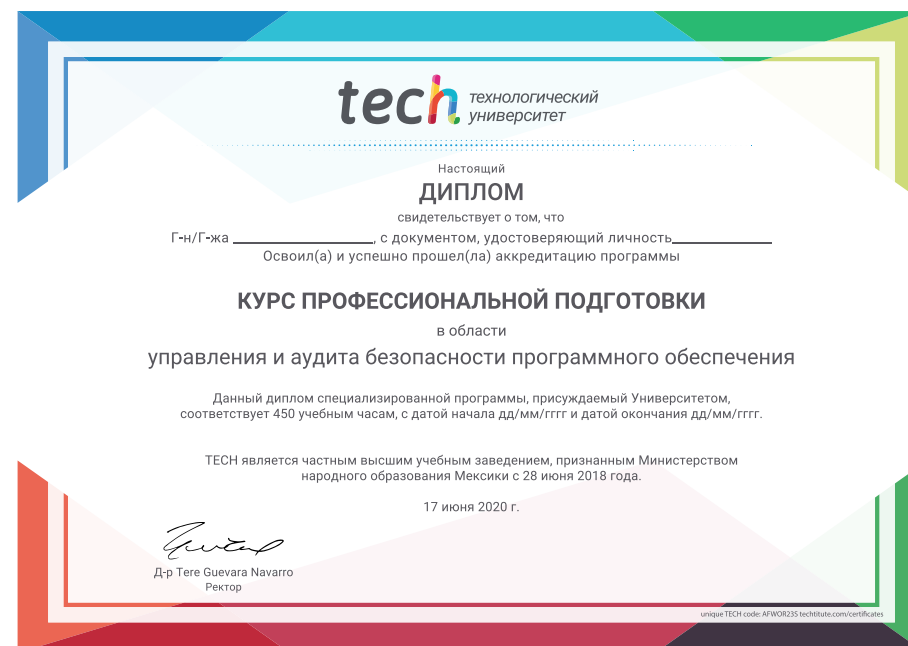 tech технологический
университет
Настоящий
ДИПЛОМ
свидетельствует о том, что
Г-н/Г-жа ____________________, с документом, удостоверяющий личность______________
Освоил(а) и успешно прошел(ла) аккредитацию программы
КУРС ПРОФЕССИОНАЛЬНОЙ ПОДГОТОВКИ
в области
управления и аудита безопасности программного обеспечения
Данный диплом специализированной программы, присуждаемый Университетом,
соответствует 450 учебным часам, с датой начала дд/мм/гггг и датой окончания дд/мм/гггг.
TECH является частным высшим учебным заведением, признанным Министерством
народного образования Мексики с 28 июня 2018 года.
17 июня 2020 г.
Д-р Tere Guevara Navarro
Ректор
unique TECH code: AFWOR23S techtitute.com/certificates